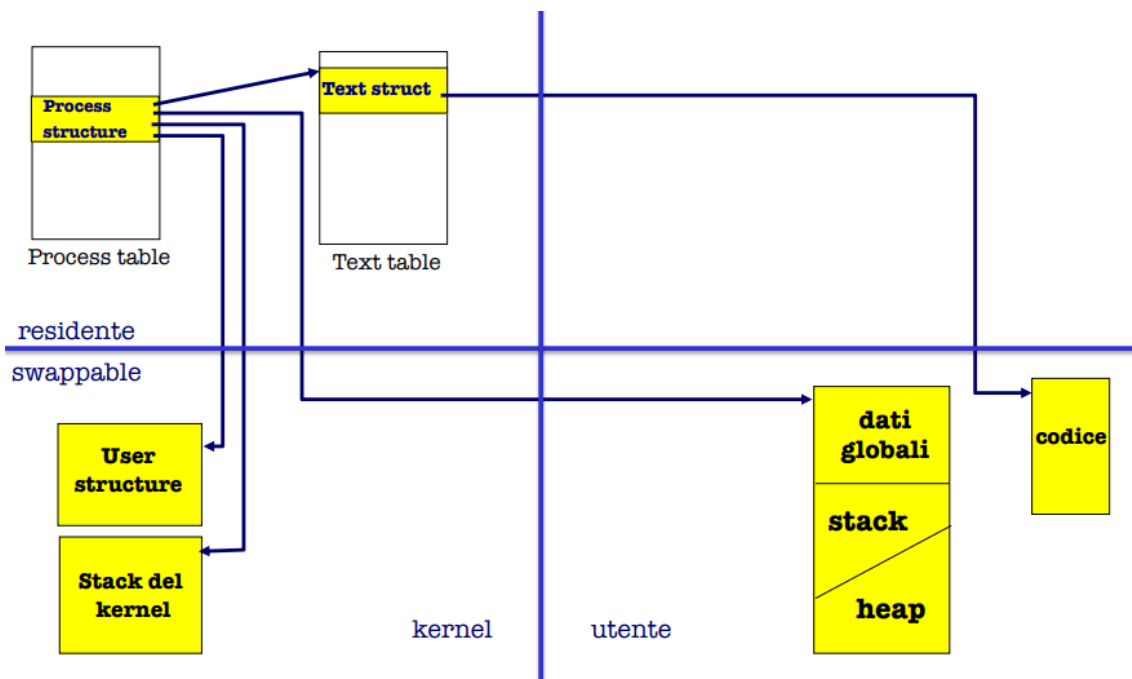 Process
structure
Process table
Text struct
Text table
residente
swappable
User
structure
Stack del
kernel
kernel
utente
dati
globali
stack
heap
codice